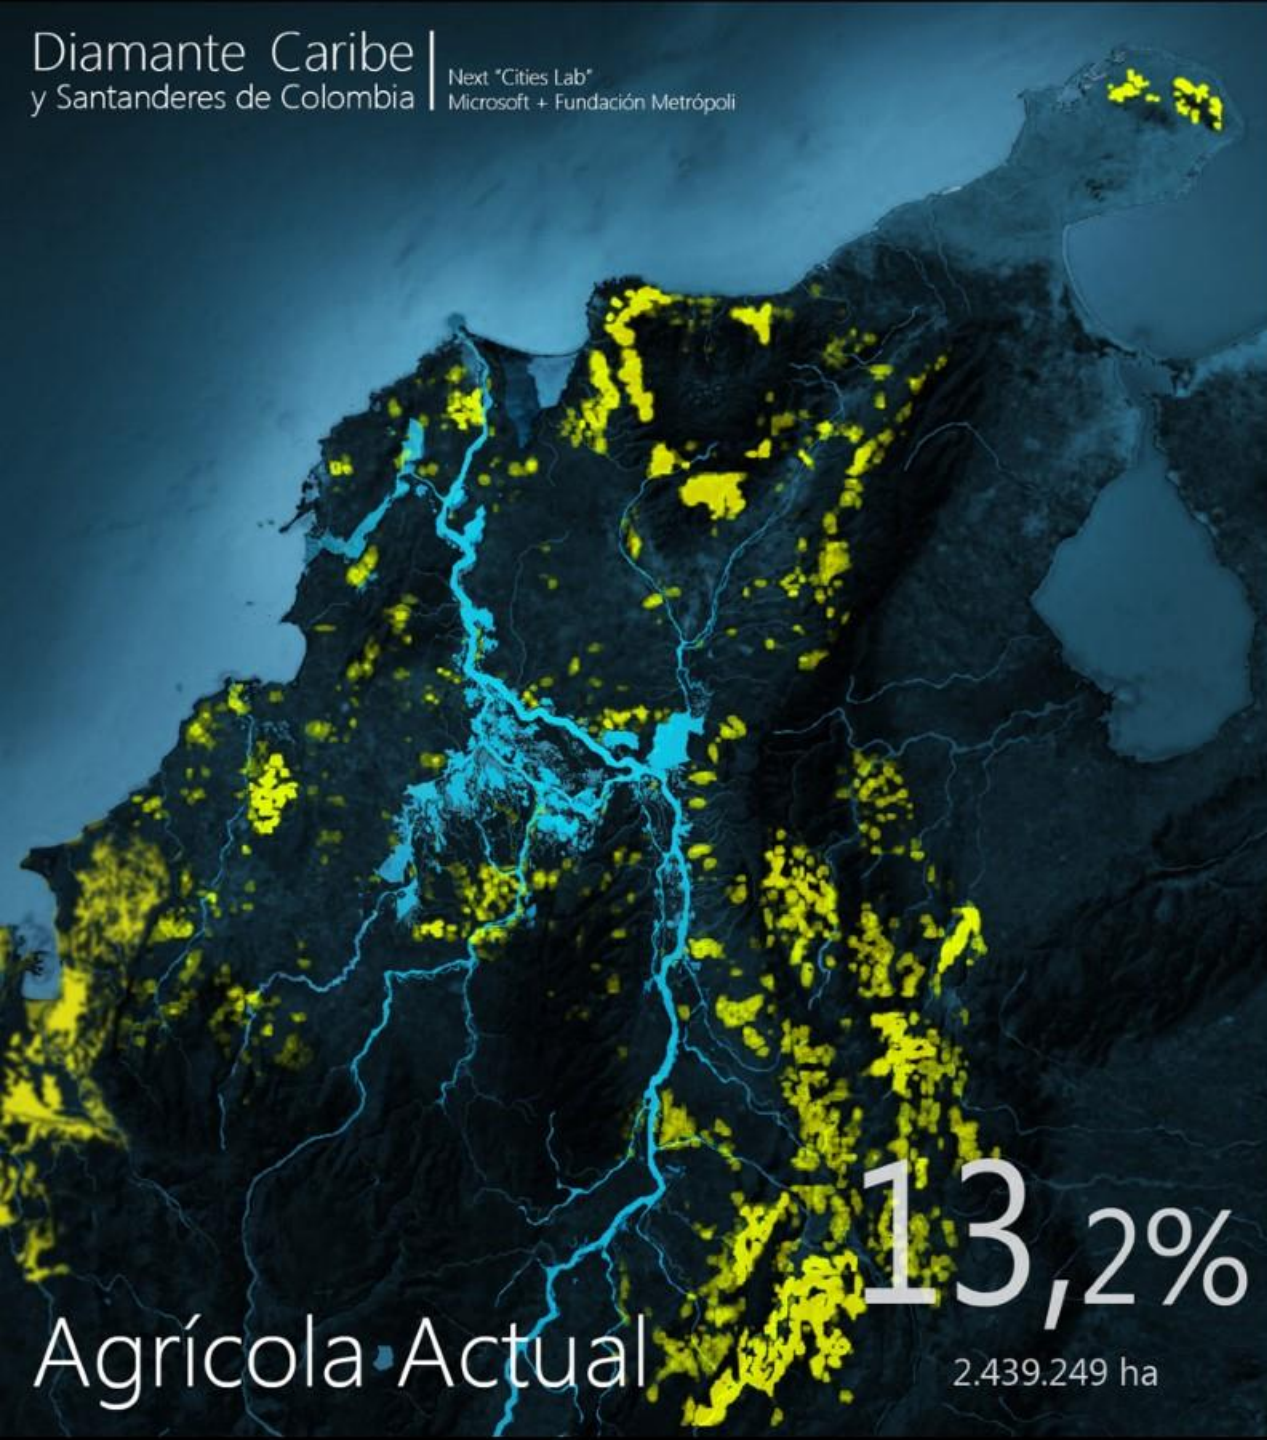 Diamante Caribe
y Santanderes de Colombia
Next "Cities Lab"
Microsoft + Fundación Metrópoli
13,2%
2.439.249 ha
Agrícola Actual